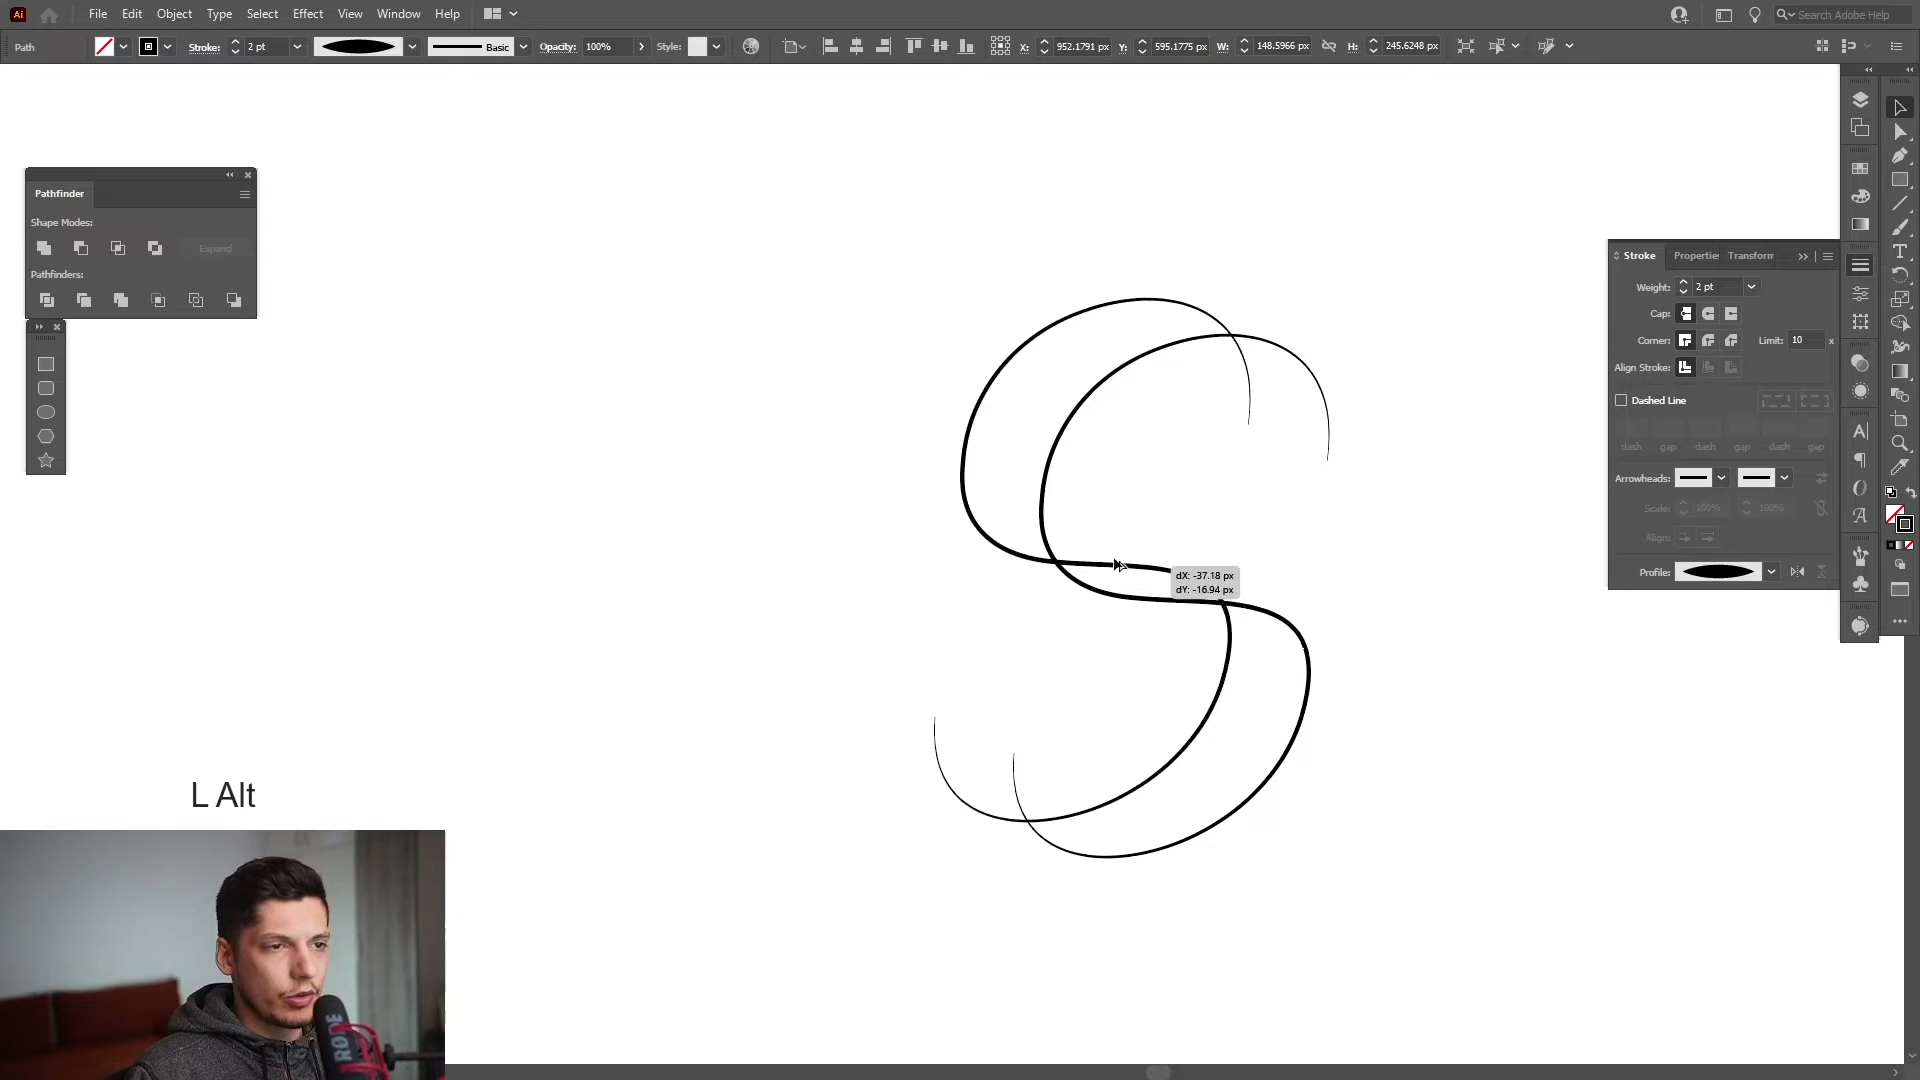 Ai File Edit Object Type Select Effect View Window Help Search Adobe Help
Path Stroke: 2 pt Basic Opacity: 100% Style: X: 952.1791 px Y: 595.1775 px W: 148.5966 px H: 245.6248 px
Pathfinder
Shape Modes:
Expand
Pathfinders:
Stroke Properties Transform
Weight: 2 pt
Cap:
Corner: Limit: 10 x
Align Stroke:
Dashed Line
dash gap dash gap dash gap
Arrowheads:
Scale: 100% 100%
Align:
Profile:
dX: -37.18 px
dY: -16.94 px
L Alt
RØDE